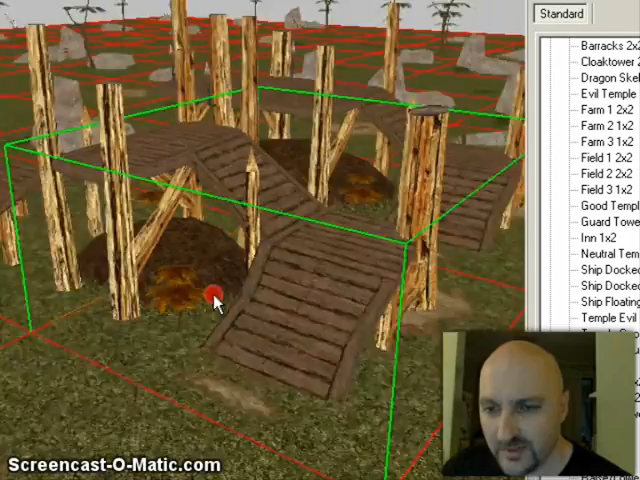 Standard
Barracks 2x2
Cloaktower 2
Dragon Skel
Evil Temple
Farm 1 2x2
Farm 2 1x2
Farm 3 1x2
Field 1 2x2
Field 2 2x2
Field 3 1x2
Good Templ
Guard Towe
Inn 1x2
Neutral Tem
Ship Docked
Ship Docked
Ship Floating
Temple Evil
Screencast-O-Matic.com